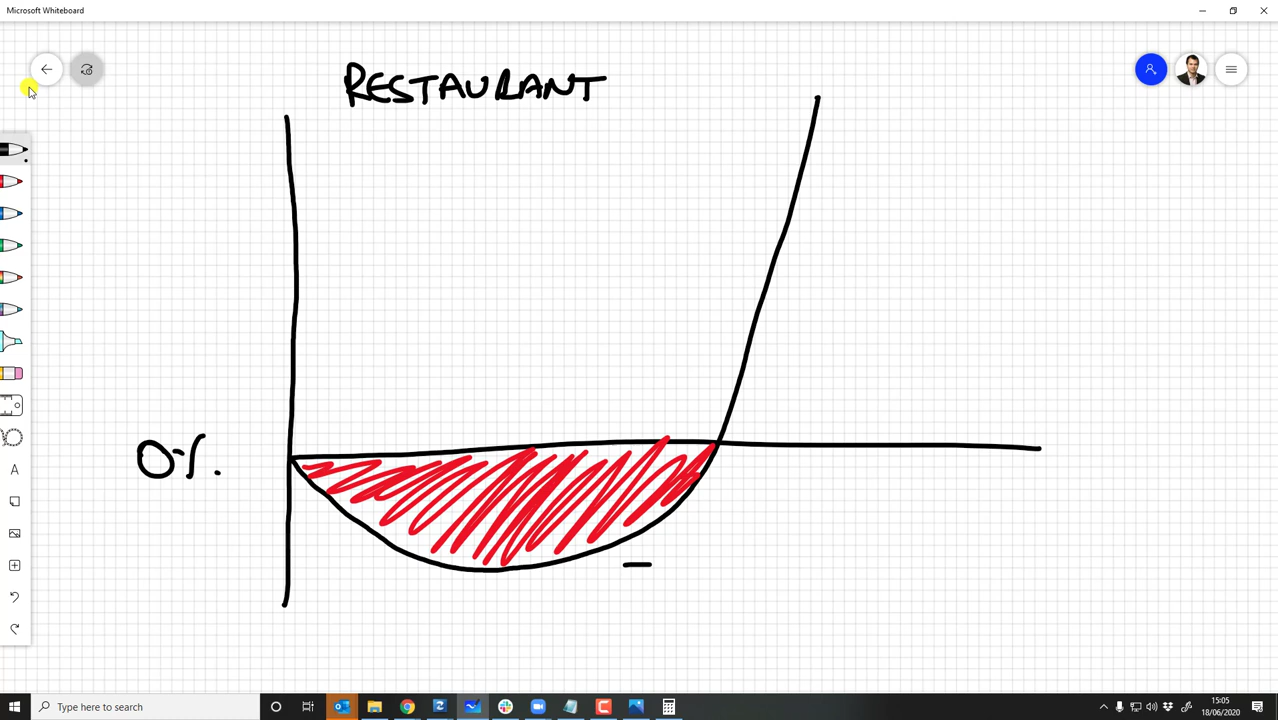 Microsoft Whiteboard
RESTAURANT
0%
A
Type here to search
15:05
18/06/2020